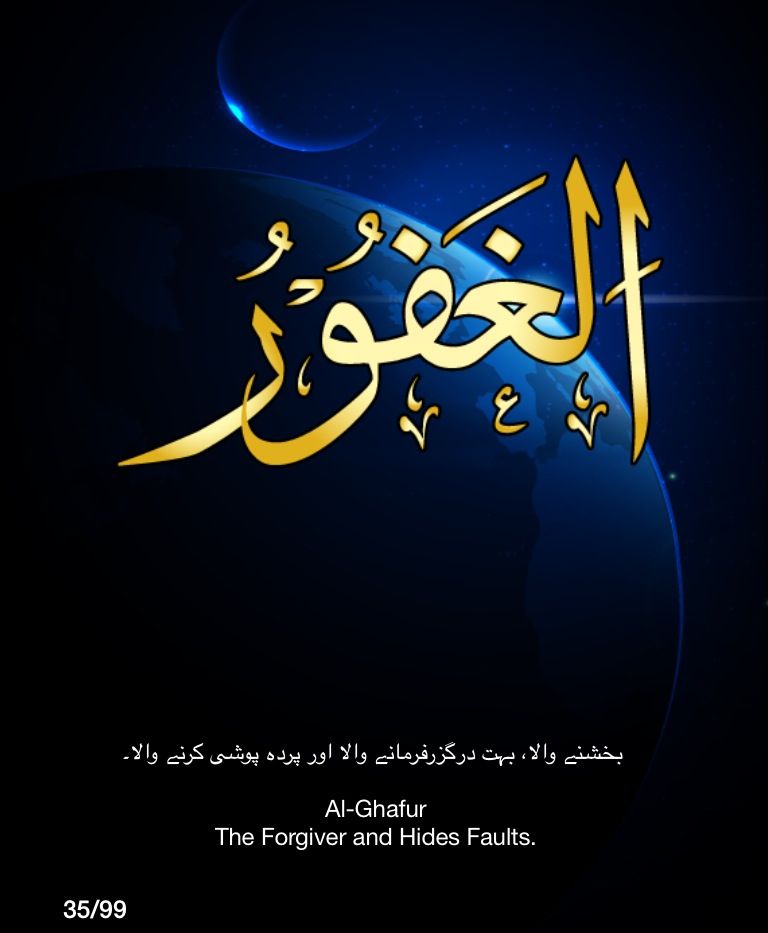 الغَفُوْرُ
بخشنے والا، بہت درگزرفرمانے والا اور پردہ پوشی کرنے والا۔
Al-Ghafur
The Forgiver and Hides Faults.
35/99